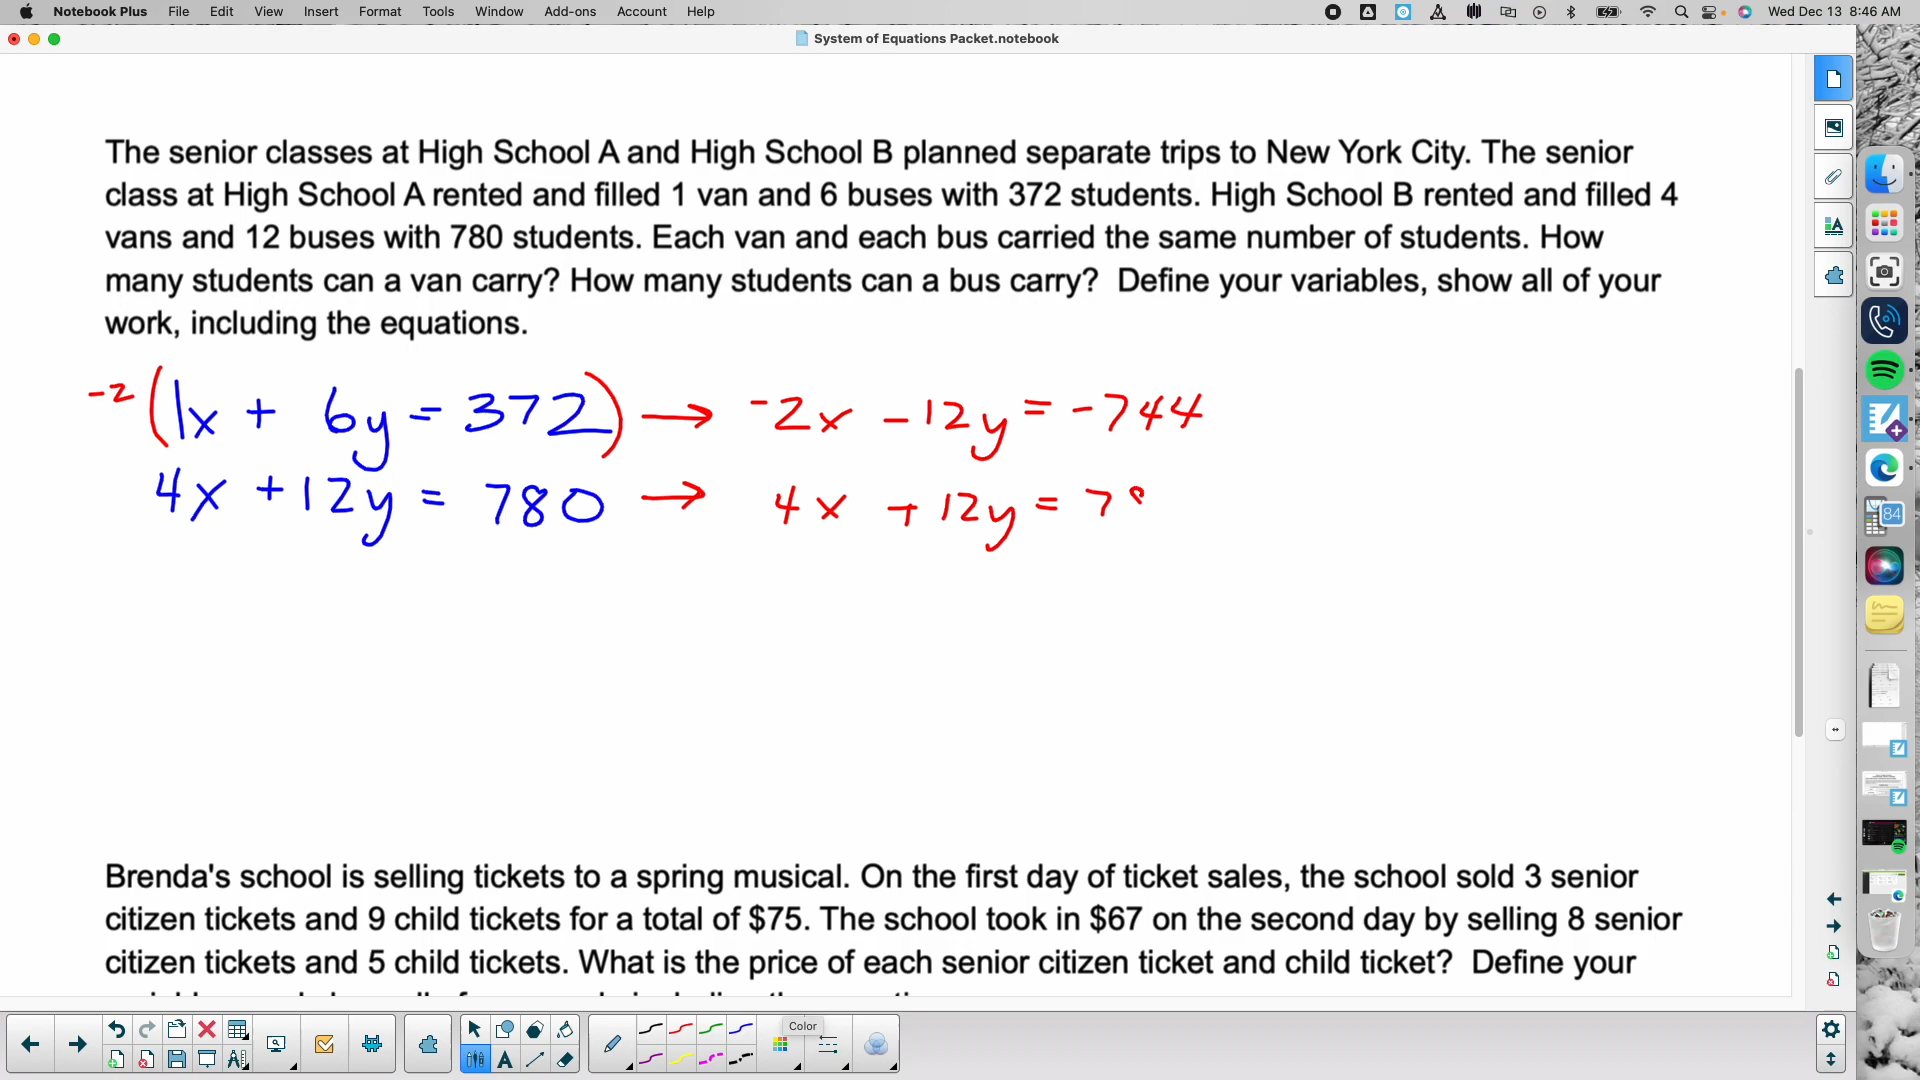 Notebook Plus File Edit View Insert Format Tools Window Add-ons Account Help Wed Dec 13 8:46 AM
System of Equations Packet.notebook
The senior classes at High School A and High School B planned separate trips to New York City. The senior
class at High School A rented and filled 1 van and 6 buses with 372 students. High School B rented and filled 4
vans and 12 buses with 780 students. Each van and each bus carried the same number of students. How
many students can a van carry? How many students can a bus carry? Define your variables, show all of your
work, including the equations.
-2 (1x + 6y = 372) → -2x - 12y = -744
4x + 12y = 780 → 4x + 12y = 7
84
Brenda's school is selling tickets to a spring musical. On the first day of ticket sales, the school sold 3 senior
citizen tickets and 9 child tickets for a total of $75. The school took in $67 on the second day by selling 8 senior
citizen tickets and 5 child tickets. What is the price of each senior citizen ticket and child ticket? Define your
Color